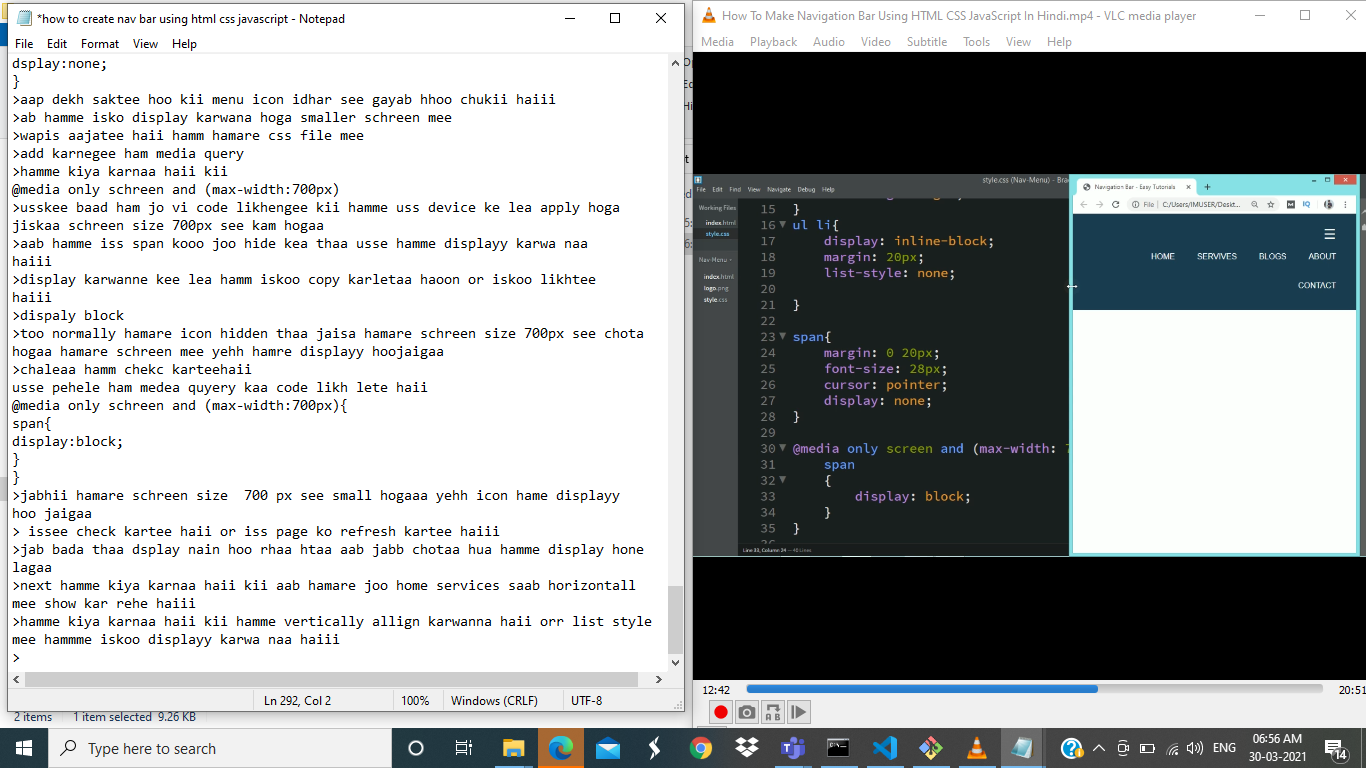 *how to create nav bar using html css javascript - Notepad
File Edit Format View Help
dsplay:none;
}
>aap dekh saktee hoo kii menu icon idhar see gayab hhoo chukii haiii
>ab hamme isko display karwana hoga smaller schreen mee
>wapis aajatee haii hamm hamare css file mee
>add karnegee ham media query
>hamme kiya karnaa haii kii
@media only schreen and (max-width:700px)
>usskee baad ham jo vi code likhengee kii hamme uss device ke lea apply hoga
jiskaa schreen size 700px see kam hogaa
>aab hamme iss span kooo joo hide kea thaa usse hamme displayy karwa naa
haiii
>display karwanne kee lea hamm iskoo copy karletaa haoon or iskoo likhtee
haiii
>dispaly block
>too normally hamare icon hidden thaa jaisa hamare schreen size 700px see chota
hogaa hamare schreen mee yehh hamre displayy hoojaigaa
>chaleaa hamm chekc karteehaii
usse pehele ham medea quyery kaa code likh lete haii
@media only schreen and (max-width:700px){
span{
display:block;
}
}
>jabhii hamare schreen size  700 px see small hogaaa yehh icon hame displayy
hoo jaigaa
> issee check kartee haii or iss page ko refresh kartee haiii
>jab bada thaa dsplay nain hoo rhaa htaa aab jabb chotaa hua hamme display hone
lagaa
>next hamme kiya karnaa haii kii aab hamare joo home services saab horizontall
mee show kar rehe haiii
>hamme kiya karnaa haii kii hamme vertically allign karwanna haii orr list style
mee hammme iskoo displayy karwa naa haiii
>
Ln 292, Col 2 100% Windows (CRLF) UTF-8
2 items 1 item selected 9.26 KB
How To Make Navigation Bar Using HTML CSS JavaScript In Hindi.mp4 - VLC media player
Media Playback Audio Video Subtitle Tools View Help
style.css (Nav-Menu) - Brac
File Edit Find View Navigate Debug Help
Working Files
index.html
style.css
Nav-Menu
index.html
logo.png
style.css
15 }
16 ul li{
17 display: inline-block;
18 margin: 20px;
19 list-style: none;
20
21 }
22
23 span{
24 margin: 0 20px;
25 font-size: 28px;
26 cursor: pointer;
27 display: none;
28 }
29
30 @media only screen and (max-width: 7
31 span
32 {
33 display: block;
34 }
35 }
Line 33, Column 24 — 40 Lines
Navigation Bar - Easy Tutorials
File C:/Users/IMUSER/Deskt...
HOME SERVIVES BLOGS ABOUT
CONTACT
12:42 20:51
Type here to search
ENG
06:56 AM
30-03-2021
14